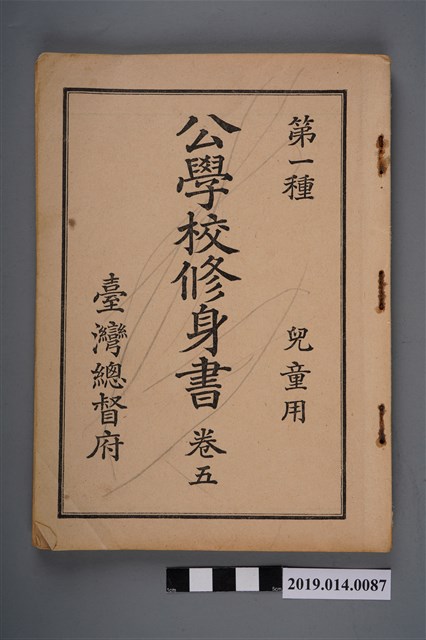 第一種 兒童用
公學校修身書 卷五
臺灣總督府
2019.014.0087